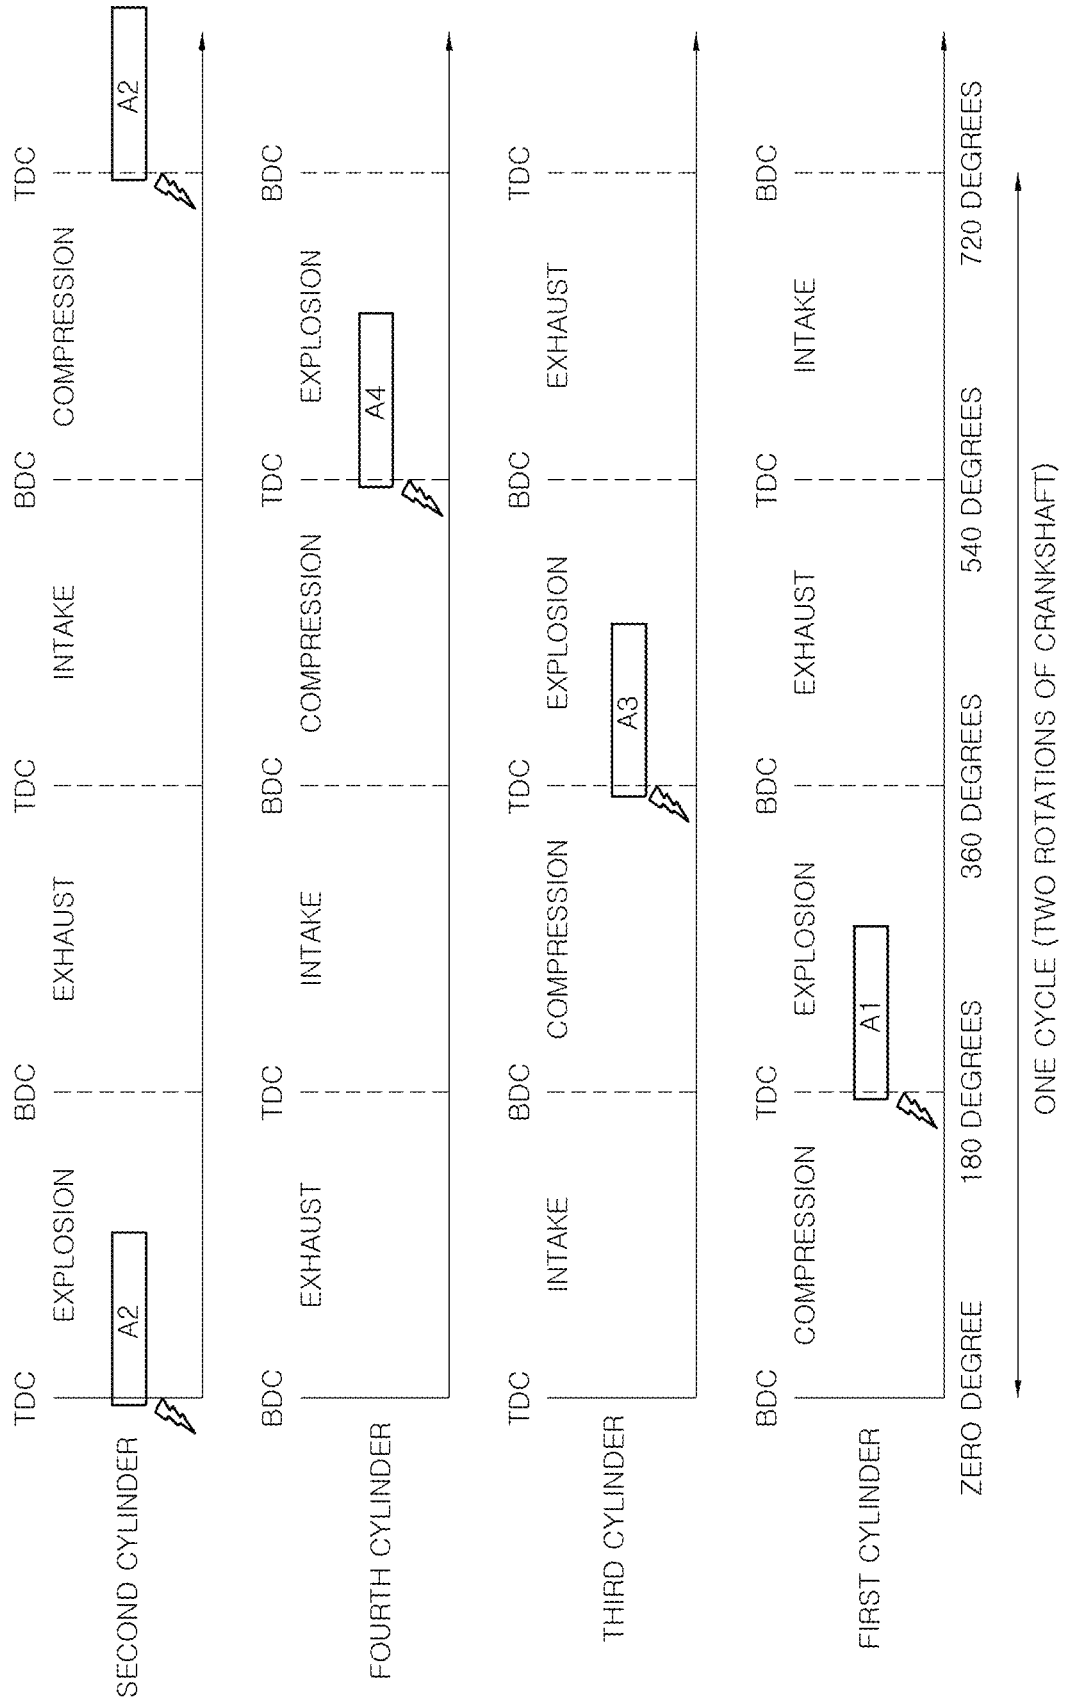 TDC BDC TDC BDC TDC
EXPLOSION EXHAUST INTAKE COMPRESSION
SECOND CYLINDER A2 A2
BDC TDC BDC TDC BDC
EXHAUST INTAKE COMPRESSION EXPLOSION
FOURTH CYLINDER A4
TDC BDC TDC BDC TDC
INTAKE COMPRESSION EXPLOSION EXHAUST
THIRD CYLINDER A3
BDC TDC BDC TDC BDC
COMPRESSION EXPLOSION EXHAUST INTAKE
FIRST CYLINDER A1
ZERO DEGREE 180 DEGREES 360 DEGREES 540 DEGREES 720 DEGREES
ONE CYCLE (TWO ROTATIONS OF CRANKSHAFT)